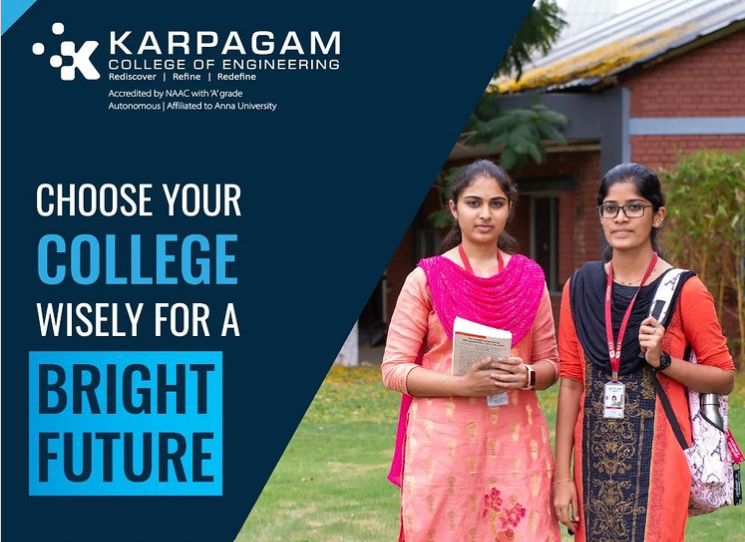 KARPAGAM
COLLEGE OF ENGINEERING
Rediscover | Refine | Redefine
Accredited by NAAC with 'A' grade
Autonomous | Affiliated to Anna University
CHOOSE YOUR
COLLEGE
WISELY FOR A
BRIGHT
FUTURE